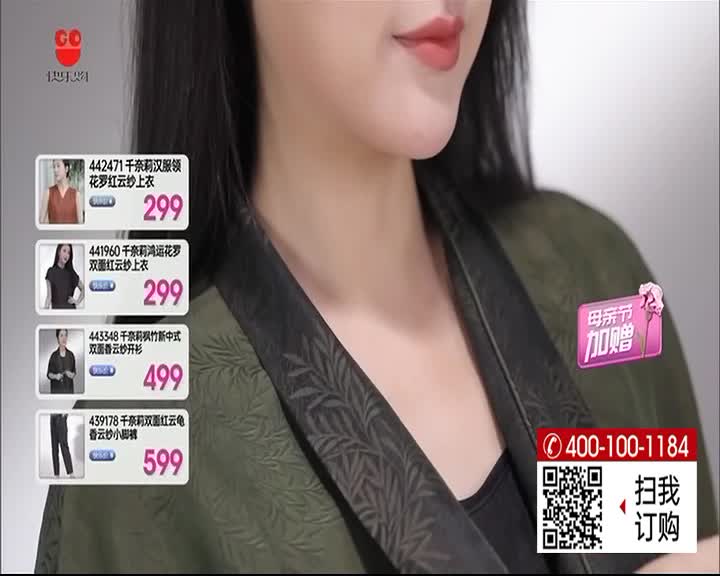 GO
快乐购
442471 千奈莉汉服领
花罗红云纱上衣
299
441960 千奈莉鸿运花罗
双面红云纱上衣
299
443348 千奈莉枫竹新中式
双面香云纱开衫
499
439178 千奈莉双面红云龟
香云纱小脚裤
599
母亲节
加赠
400-100-1184
扫我
订购